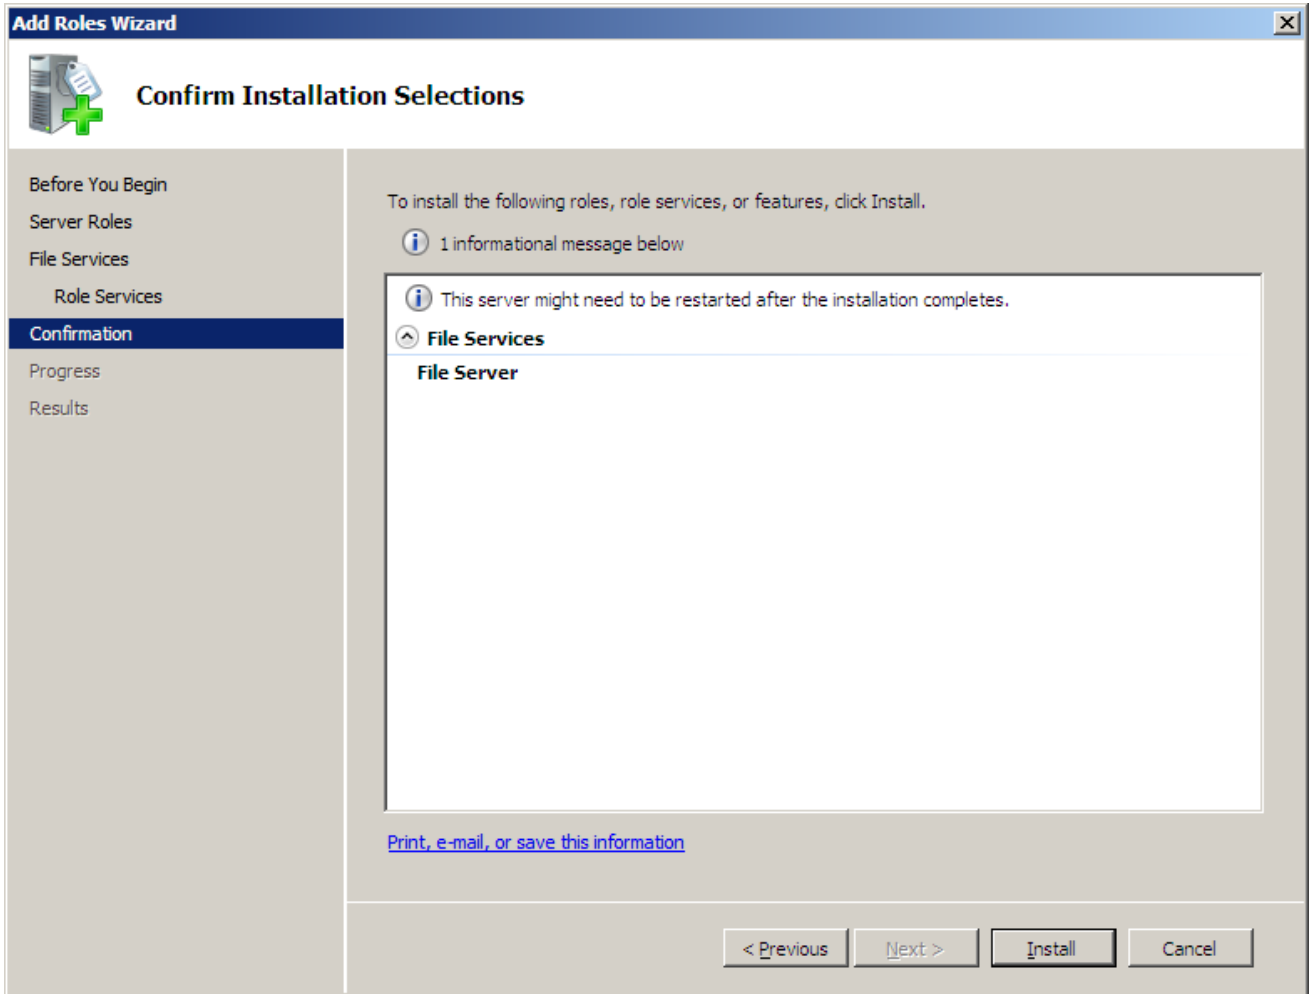 Add Roles Wizard
Confirm Installation Selections
Before You Begin
Server Roles
File Services
Role Services
Confirmation
Progress
Results
To install the following roles, role services, or features, click Install.
1 informational message below
This server might need to be restarted after the installation completes.
File Services
File Server
Print, e-mail, or save this information
< Previous
Next >
Install
Cancel